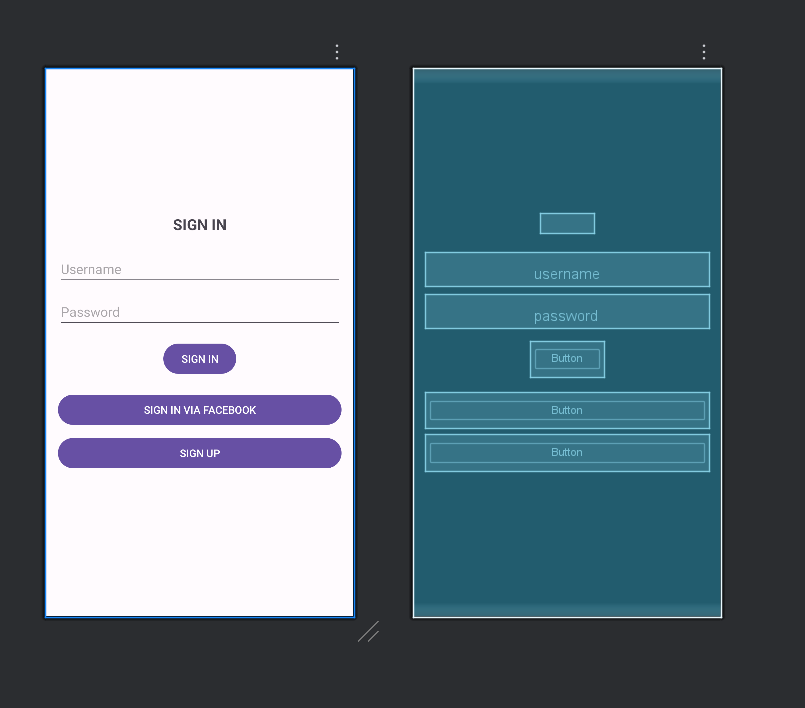 SIGN IN
Username
Password
SIGN IN
SIGN IN VIA FACEBOOK
SIGN UP
username
password
Button
Button
Button